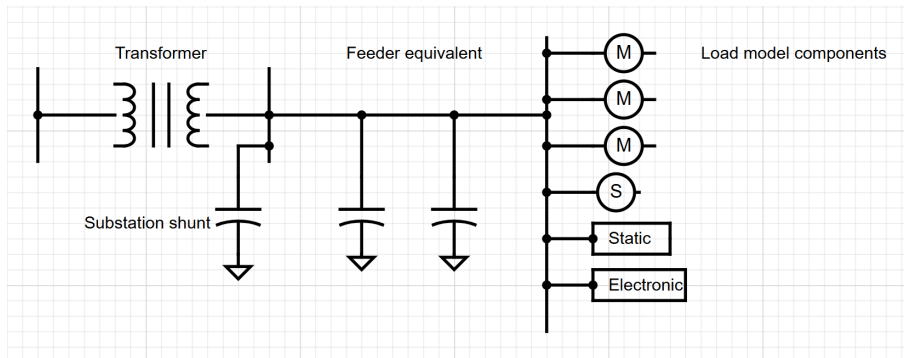 Transformer
Feeder equivalent
M
Load model components
M
M
S
Substation shunt
Static
Electronic